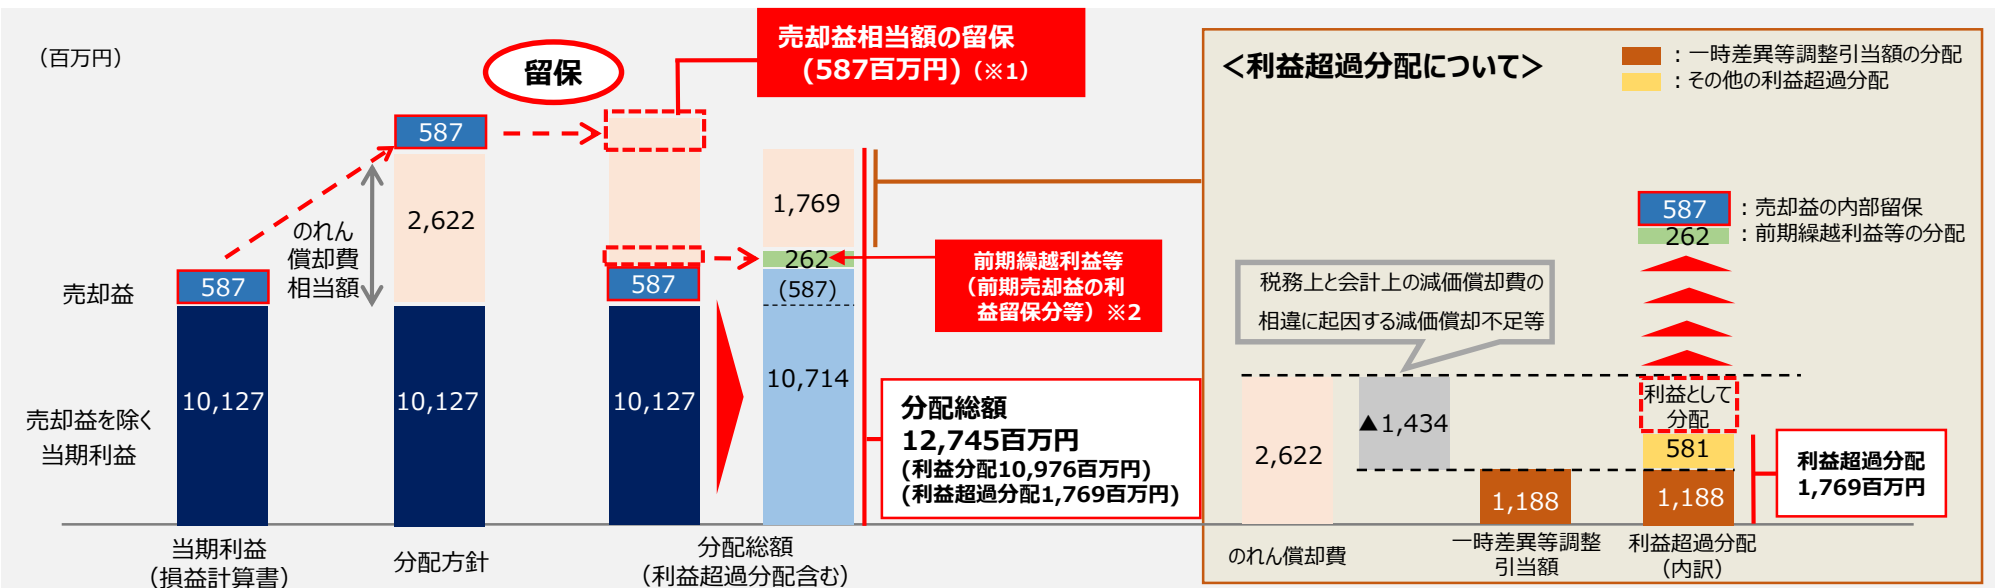 （百万円）
留保
売却益相当額の留保
(587百万円)（※1）
587
2,622
のれん
償却費
相当額
売却益
587
売却益を除く
当期利益
10,127
10,127
587
10,127
1,769
262
(587)
10,714
前期繰越利益等
（前期売却益の利
益留保分等）※2
分配総額
12,745百万円
(利益分配10,976百万円)
(利益超過分配1,769百万円)
当期利益
（損益計算書）
分配方針
分配総額
（利益超過分配含む）
＜利益超過分配について＞
：一時差異等調整引当額の分配
：その他の利益超過分配
587：売却益の内部留保
262：前期繰越利益等の分配
税務上と会計上の減価償却費の
相違に起因する減価償却不足等
2,622
▲1,434
1,188
利益として
分配
581
1,188
利益超過分配
1,769百万円
のれん償却費
一時差異等調整
引当額
利益超過分配
（内訳）